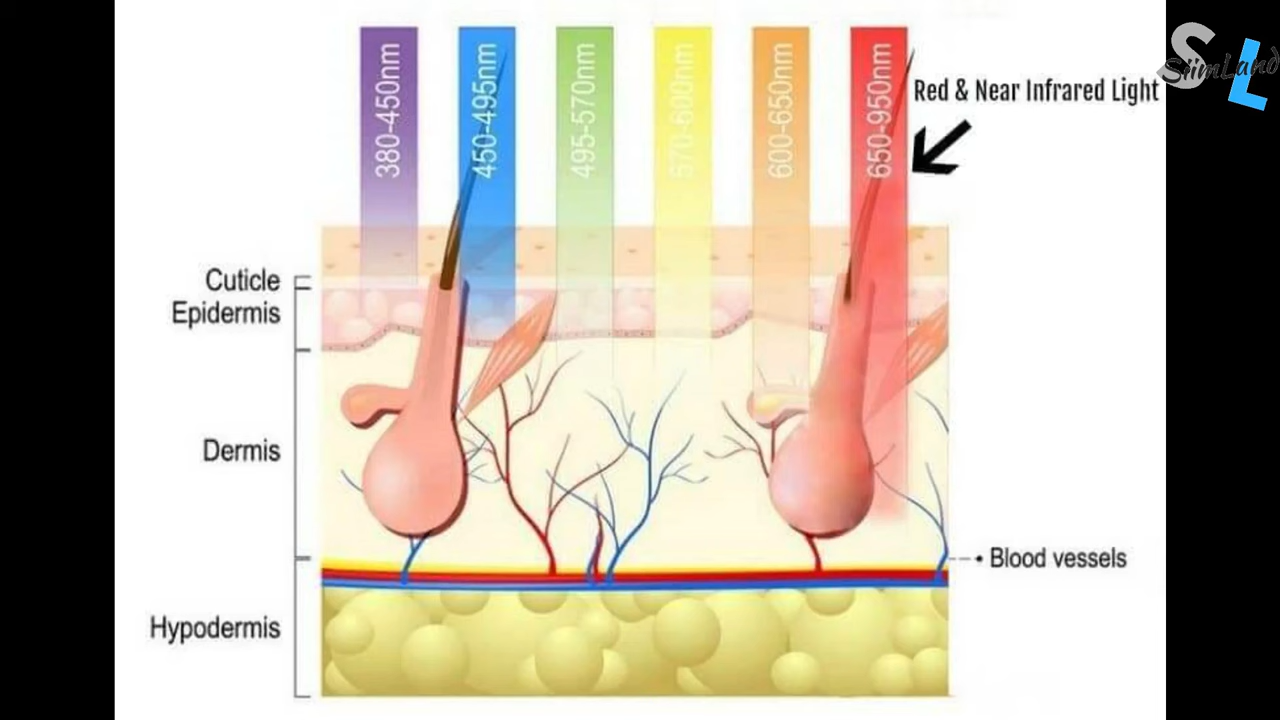 380-450nm
450-495nm
495-570nm
570-600nm
600-650nm
650-950nm
Red & Near Infrared Light
SiimLand
SL
Cuticle
Epidermis
Dermis
Blood vessels
Hypodermis